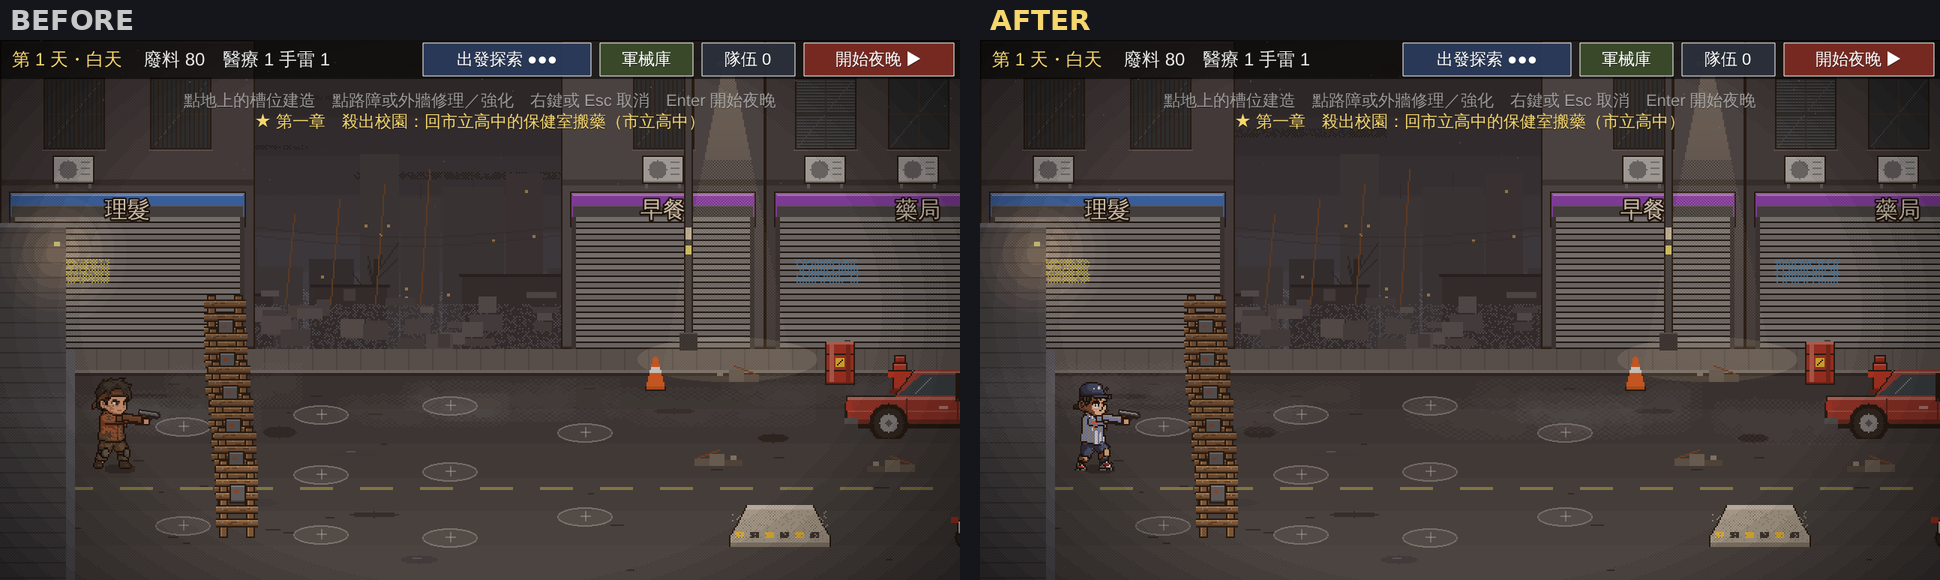 BEFORE
第 1 天・白天 廢料 80 醫療 1 手雷 1 出發探索 ●●● 軍械庫 隊伍 0 開始夜晚 ▶
點地上的槽位建造 點路障或外牆修理／強化 右鍵或 Esc 取消 Enter 開始夜晚
★ 第一章 殺出校園：回市立高中的保健室搬藥（市立高中）
理髮
早餐
藥局
AFTER
第 1 天・白天 廢料 80 醫療 1 手雷 1 出發探索 ●●● 軍械庫 隊伍 0 開始夜晚 ▶
點地上的槽位建造 點路障或外牆修理／強化 右鍵或 Esc 取消 Enter 開始夜晚
★ 第一章 殺出校園：回市立高中的保健室搬藥（市立高中）
理髮
早餐
藥局